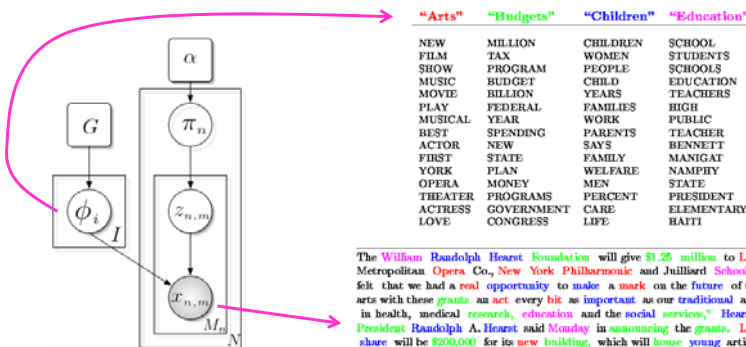 α
π_n
G
z_{n,m}
ϕ_i
I
x_{n,m}
M_n
N
“Arts” “Budgets” “Children” “Education”
NEW MILLION CHILDREN SCHOOL
FILM TAX WOMEN STUDENTS
SHOW PROGRAM PEOPLE SCHOOLS
MUSIC BUDGET CHILD EDUCATION
MOVIE BILLION YEARS TEACHERS
PLAY FEDERAL FAMILIES HIGH
MUSICAL YEAR WORK PUBLIC
BEST SPENDING PARENTS TEACHER
ACTOR NEW SAYS BENNETT
FIRST STATE FAMILY MANIGAT
YORK PLAN WELFARE NAMPHY
OPERA MONEY MEN STATE
THEATER PROGRAMS PERCENT PRESIDENT
ACTRESS GOVERNMENT CARE ELEMENTARY
LOVE CONGRESS LIFE HAITI
The William Randolph Hearst Foundation will give $1.25 million to
Metropolitan Opera Co., New York Philharmonic and Juilliard School
felt that we had a real opportunity to make a mark on the future of
arts with these grants an act every bit as important as our traditional
in health, medical research, education and the social services,” Hear
President Randolph A. Hearst said Monday in announcing the grants.
share will be $200,000 for its new building, which will house young arti